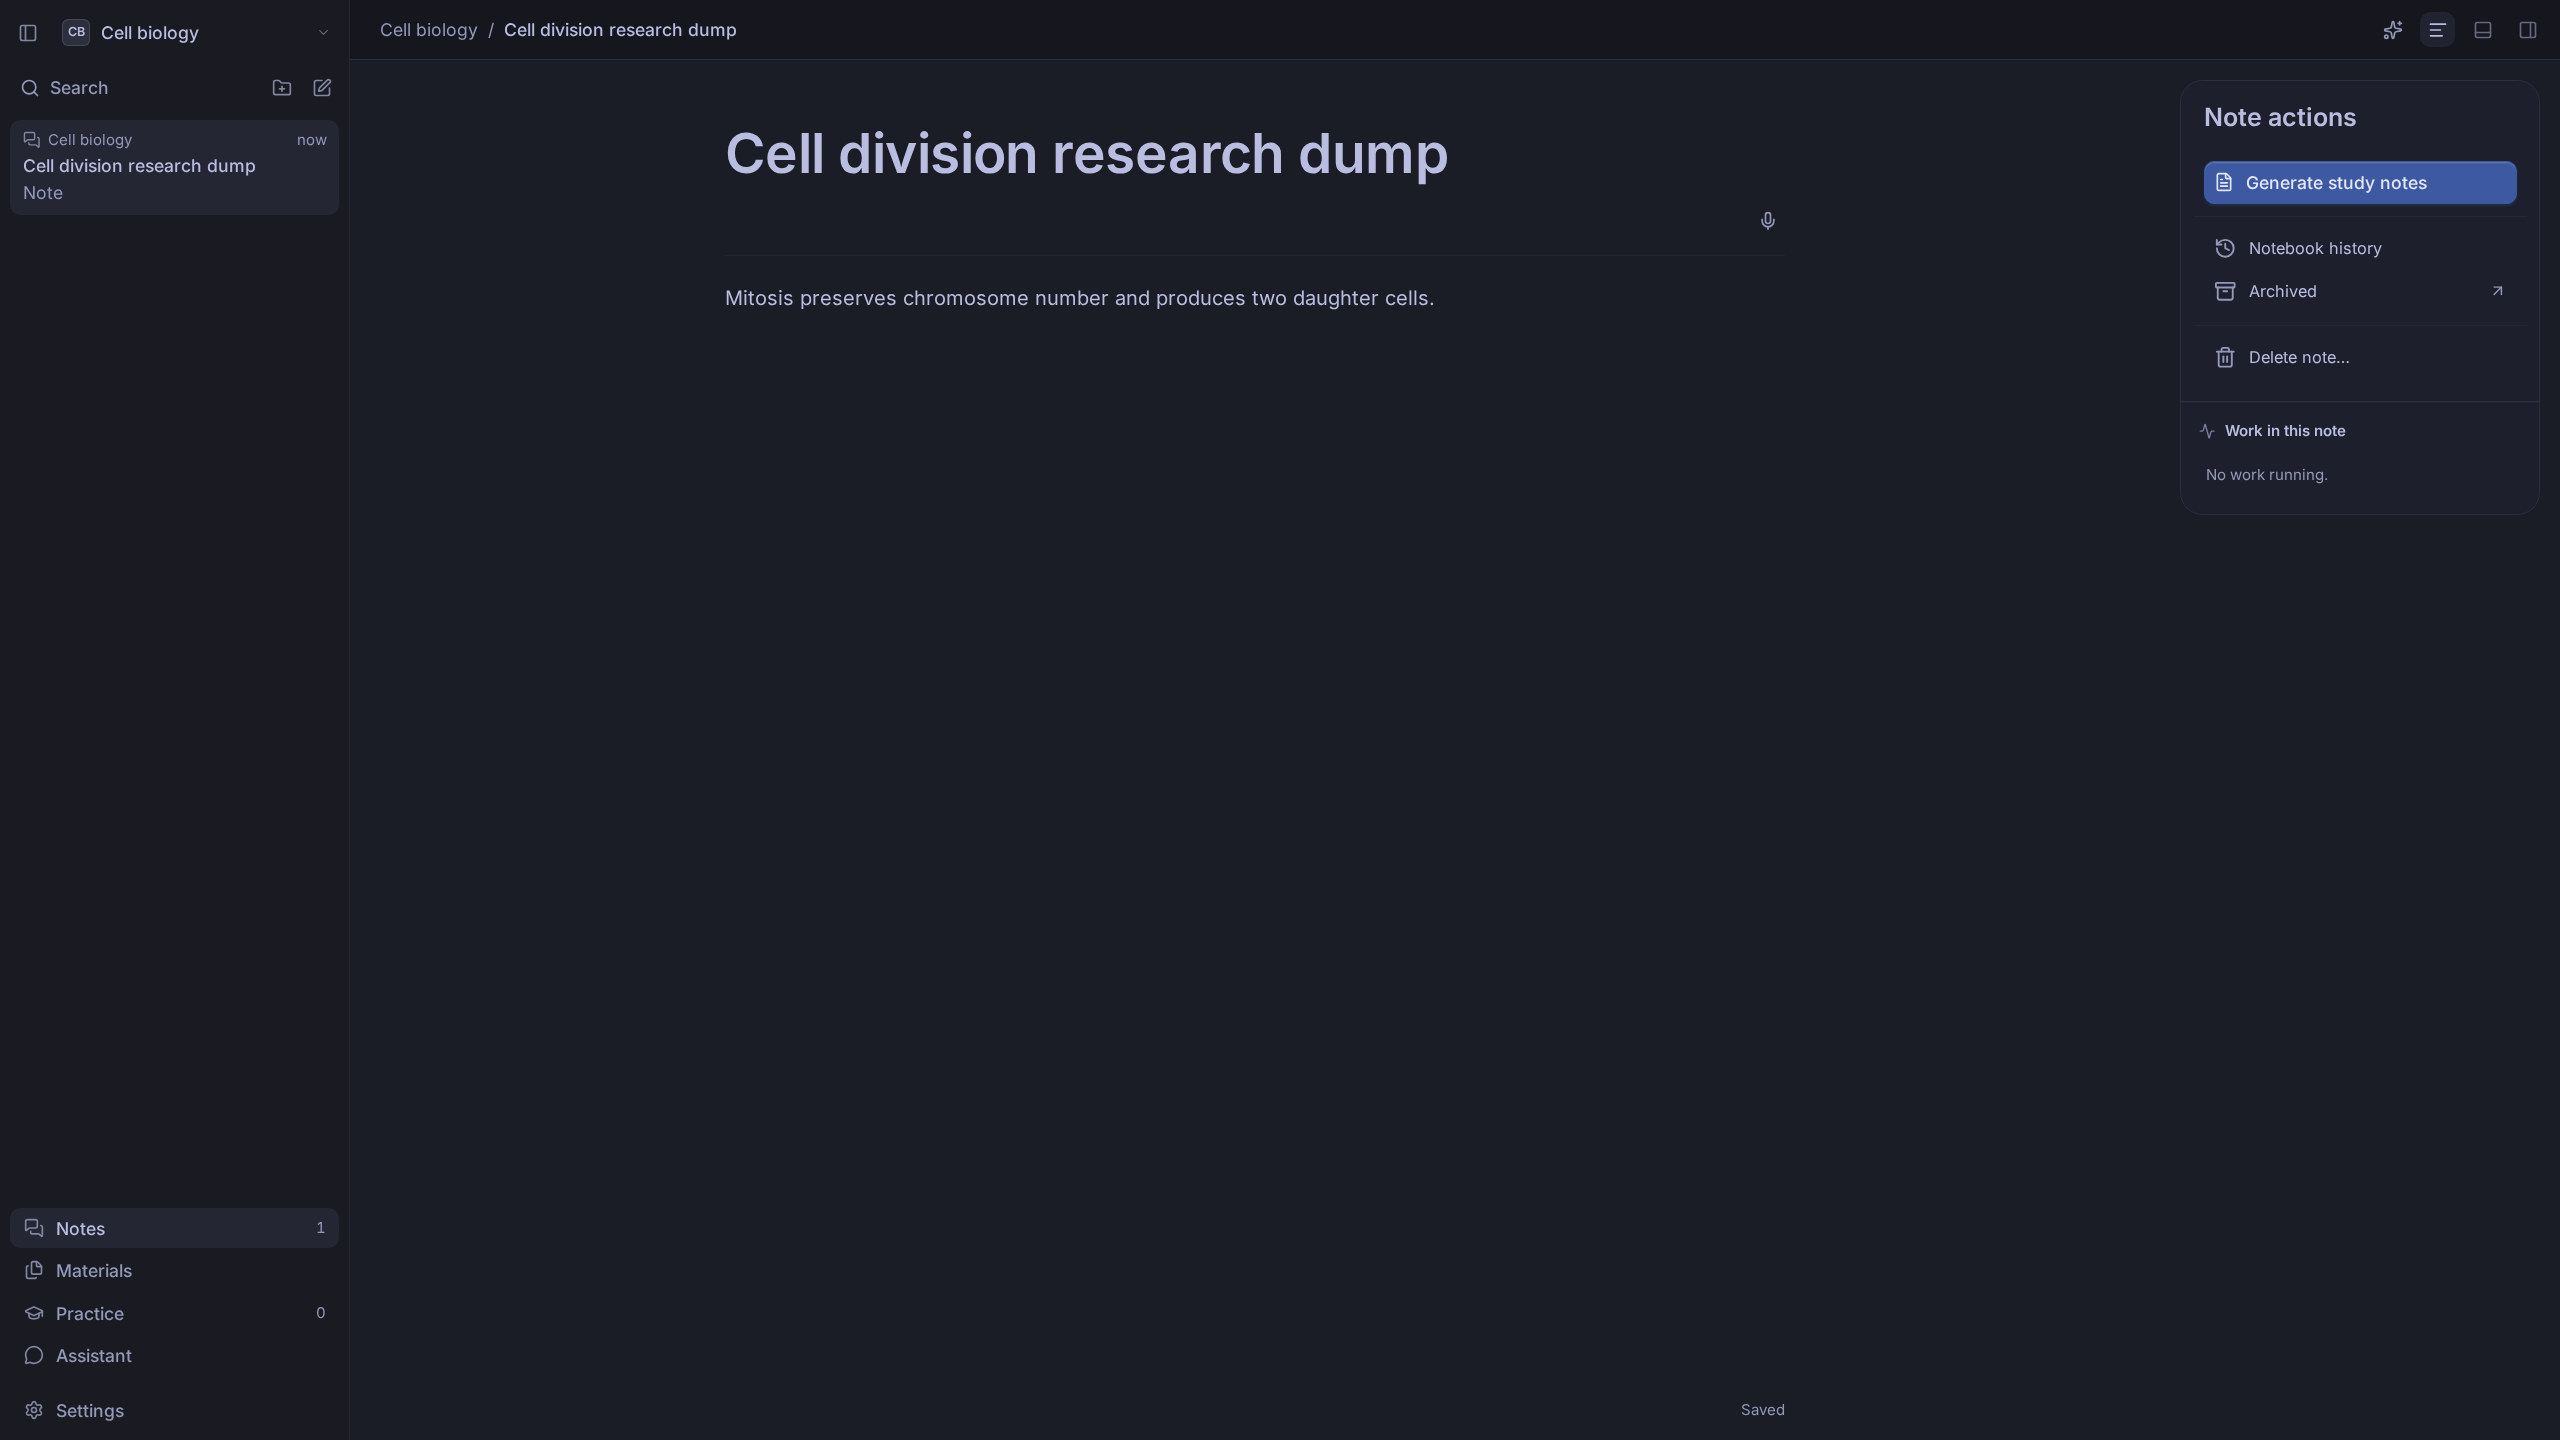 CB Cell biology
Search
Cell biology now
Cell division research dump
Note
Notes 1
Materials
Practice 0
Assistant
Settings
Cell biology / Cell division research dump
Cell division research dump
Mitosis preserves chromosome number and produces two daughter cells.
Saved
Note actions
Generate study notes
Notebook history
Archived
Delete note...
Work in this note
No work running.